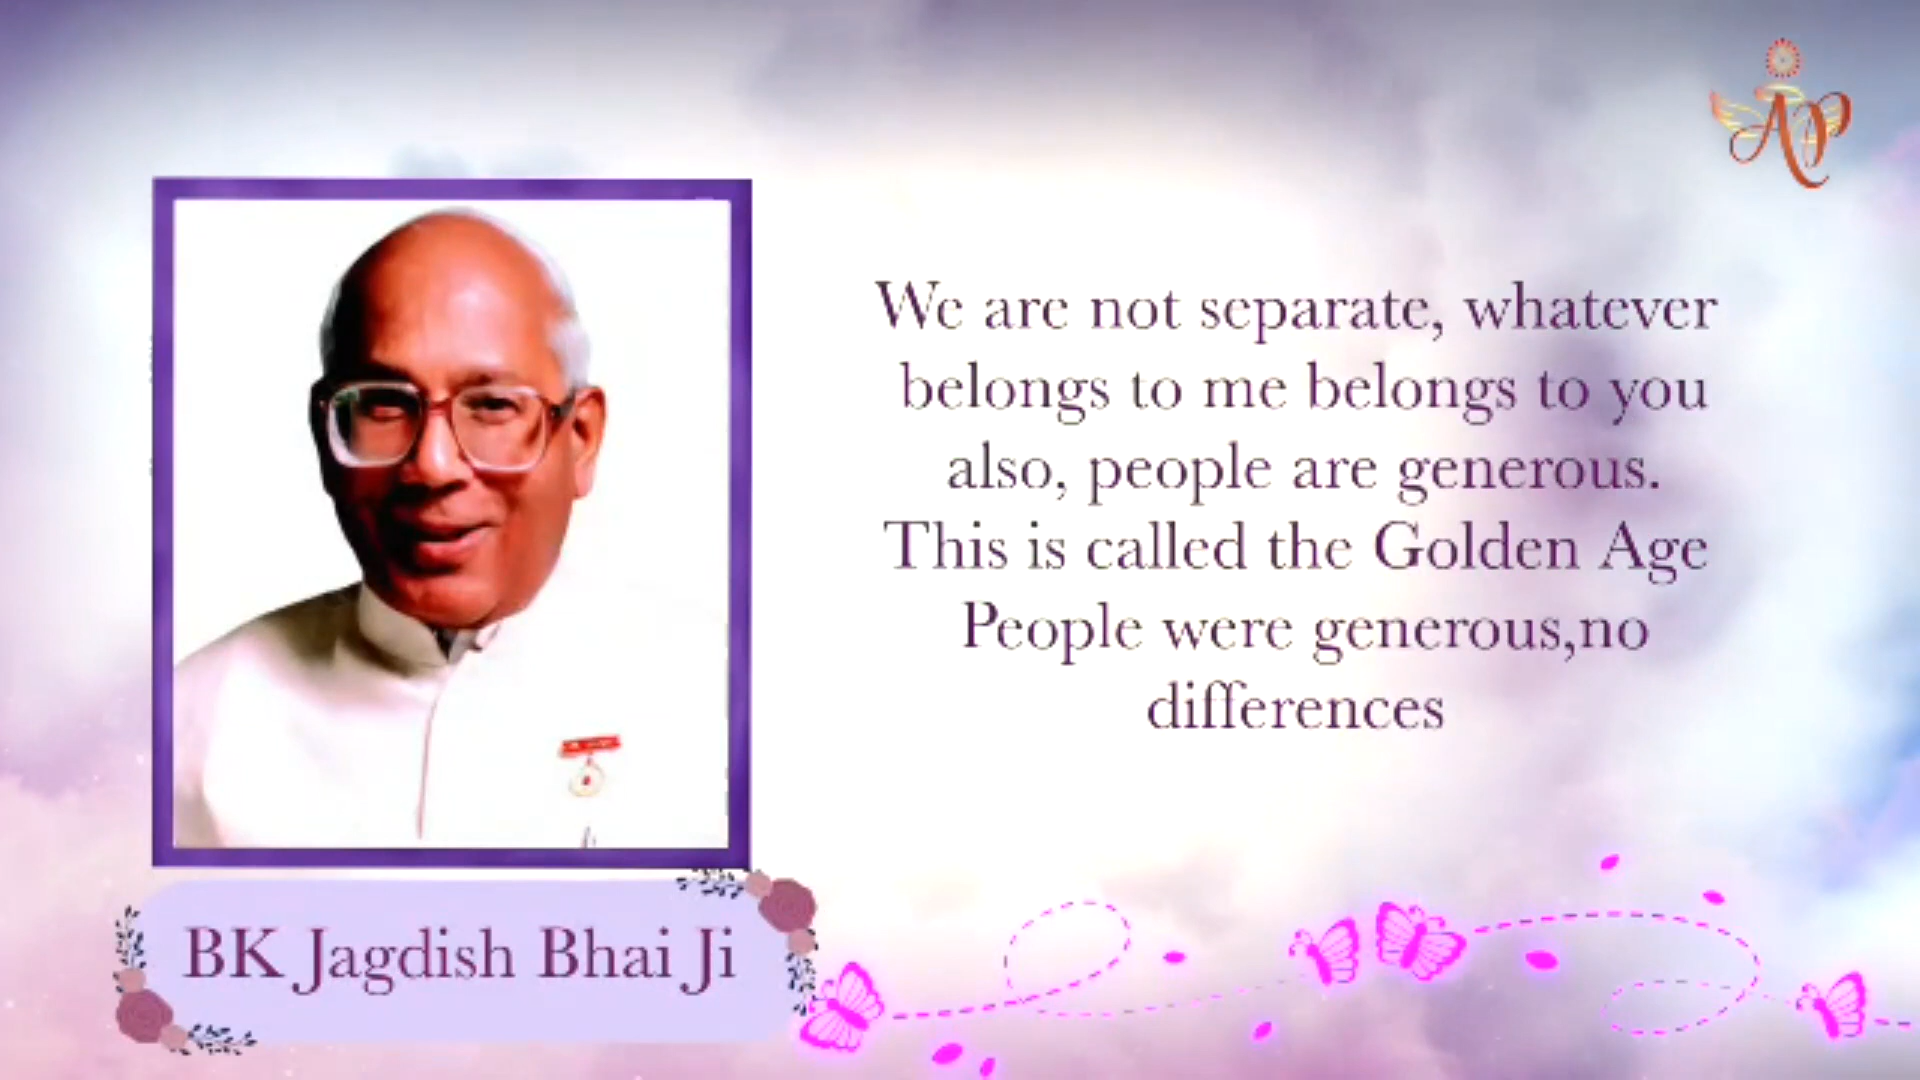 We are not separate, whatever
belongs to me belongs to you
also, people are generous.
This is called the Golden Age
People were generous,no
differences
BK Jagdish Bhai Ji
AP